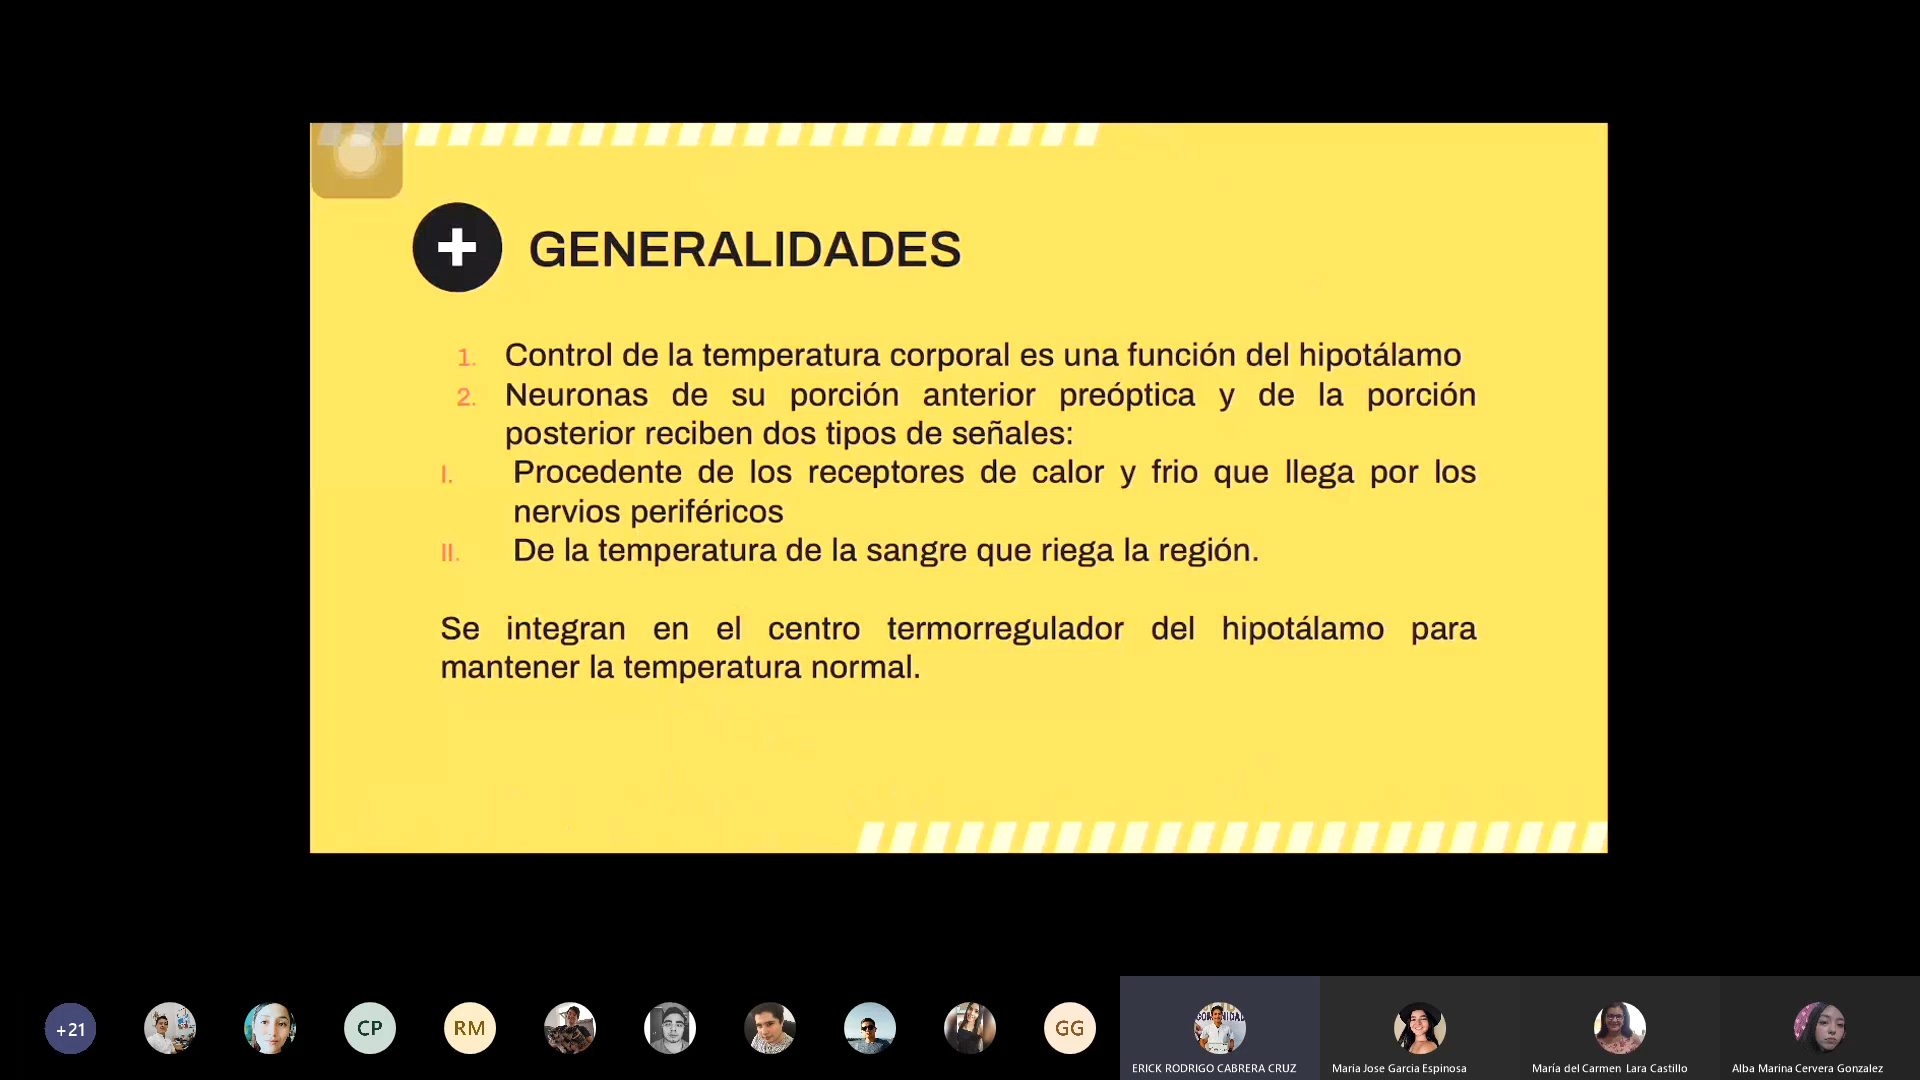 GENERALIDADES
1. Control de la temperatura corporal es una función del hipotálamo
2. Neuronas de su porción anterior preóptica y de la porción
posterior reciben dos tipos de señales:
I. Procedente de los receptores de calor y frio que llega por los
nervios periféricos
II. De la temperatura de la sangre que riega la región.
Se integran en el centro termorregulador del hipotálamo para
mantener la temperatura normal.
+21
CP
RM
GG
ERICK RODRIGO CABRERA CRUZ
Maria Jose Garcia Espinosa
María del Carmen Lara Castillo
Alba Marina Cervera Gonzalez